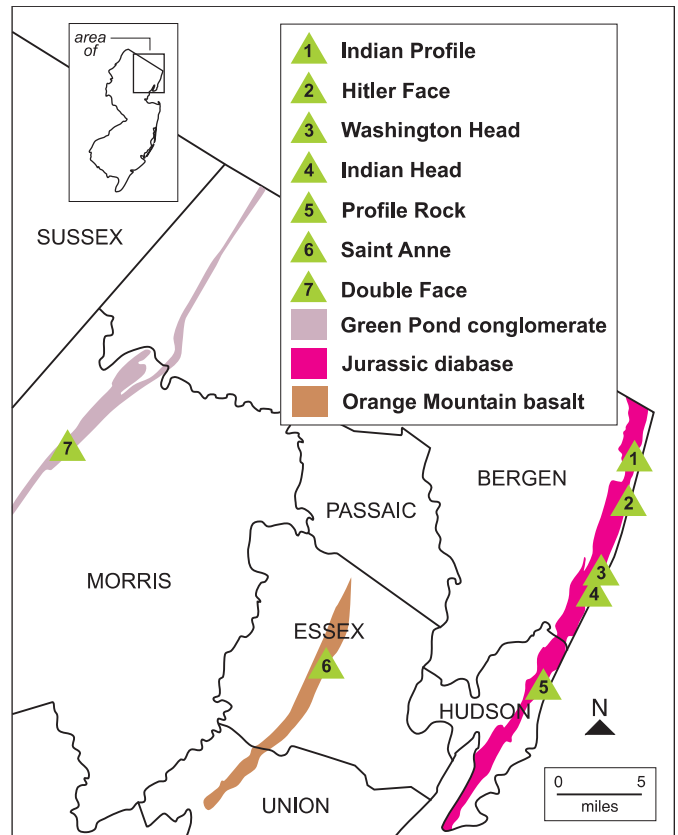 area of
1 Indian Profile
2 Hitler Face
3 Washington Head
4 Indian Head
5 Profile Rock
6 Saint Anne
7 Double Face
Green Pond conglomerate
Jurassic diabase
Orange Mountain basalt
SUSSEX
7
1
BERGEN
2
PASSAIC
MORRIS
3
4
ESSEX
6
5
HUDSON
N
0 5
miles
UNION